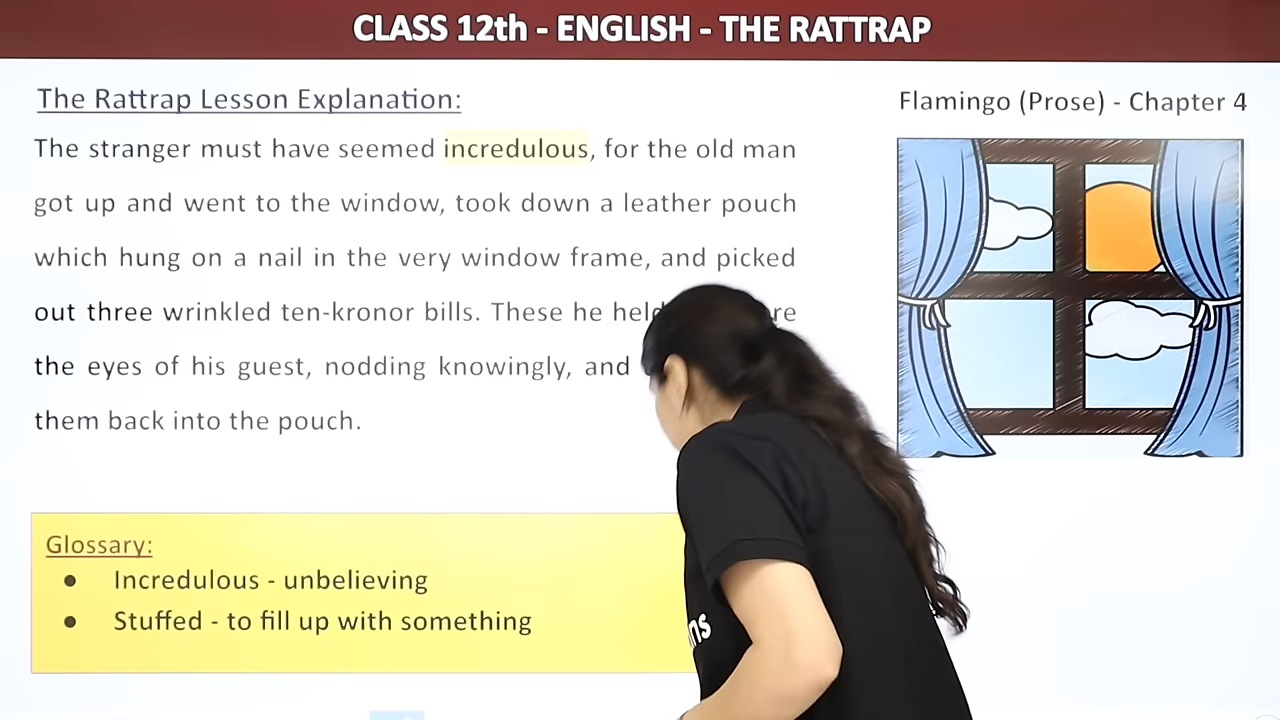 CLASS 12th - ENGLISH - THE RATTRAP
The Rattrap Lesson Explanation:
Flamingo (Prose) - Chapter 4
The stranger must have seemed incredulous, for the old man
got up and went to the window, took down a leather pouch
which hung on a nail in the very window frame, and picked
out three wrinkled ten-kronor bills. These he
the eyes of his guest, nodding knowingly, and
them back into the pouch.
Glossary:
● Incredulous - unbelieving
● Stuffed - to fill up with something